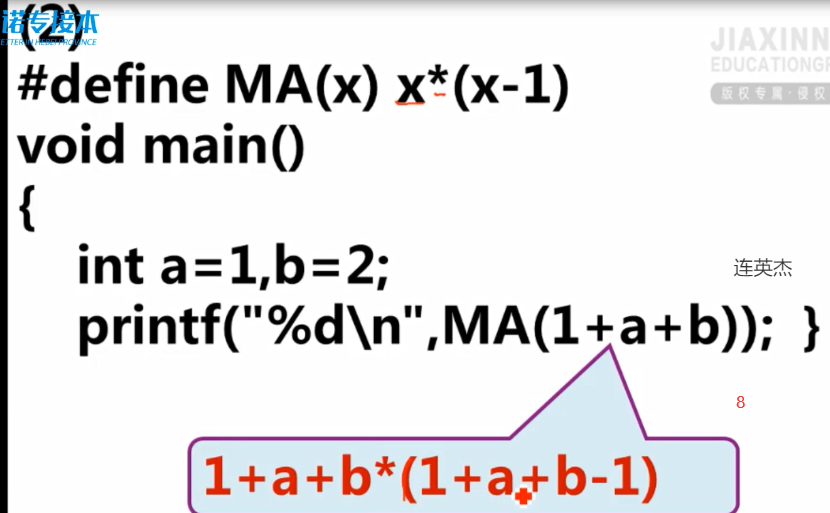 诺专接本
(2)
JIAXINN
EDUCATIONGR
版权专属·侵权
#define MA(x) x*(x-1)
void main()
{
int a=1,b=2;
连英杰
printf("%d\n",MA(1+a+b)); }
8
1+a+b*(1+a+b-1)